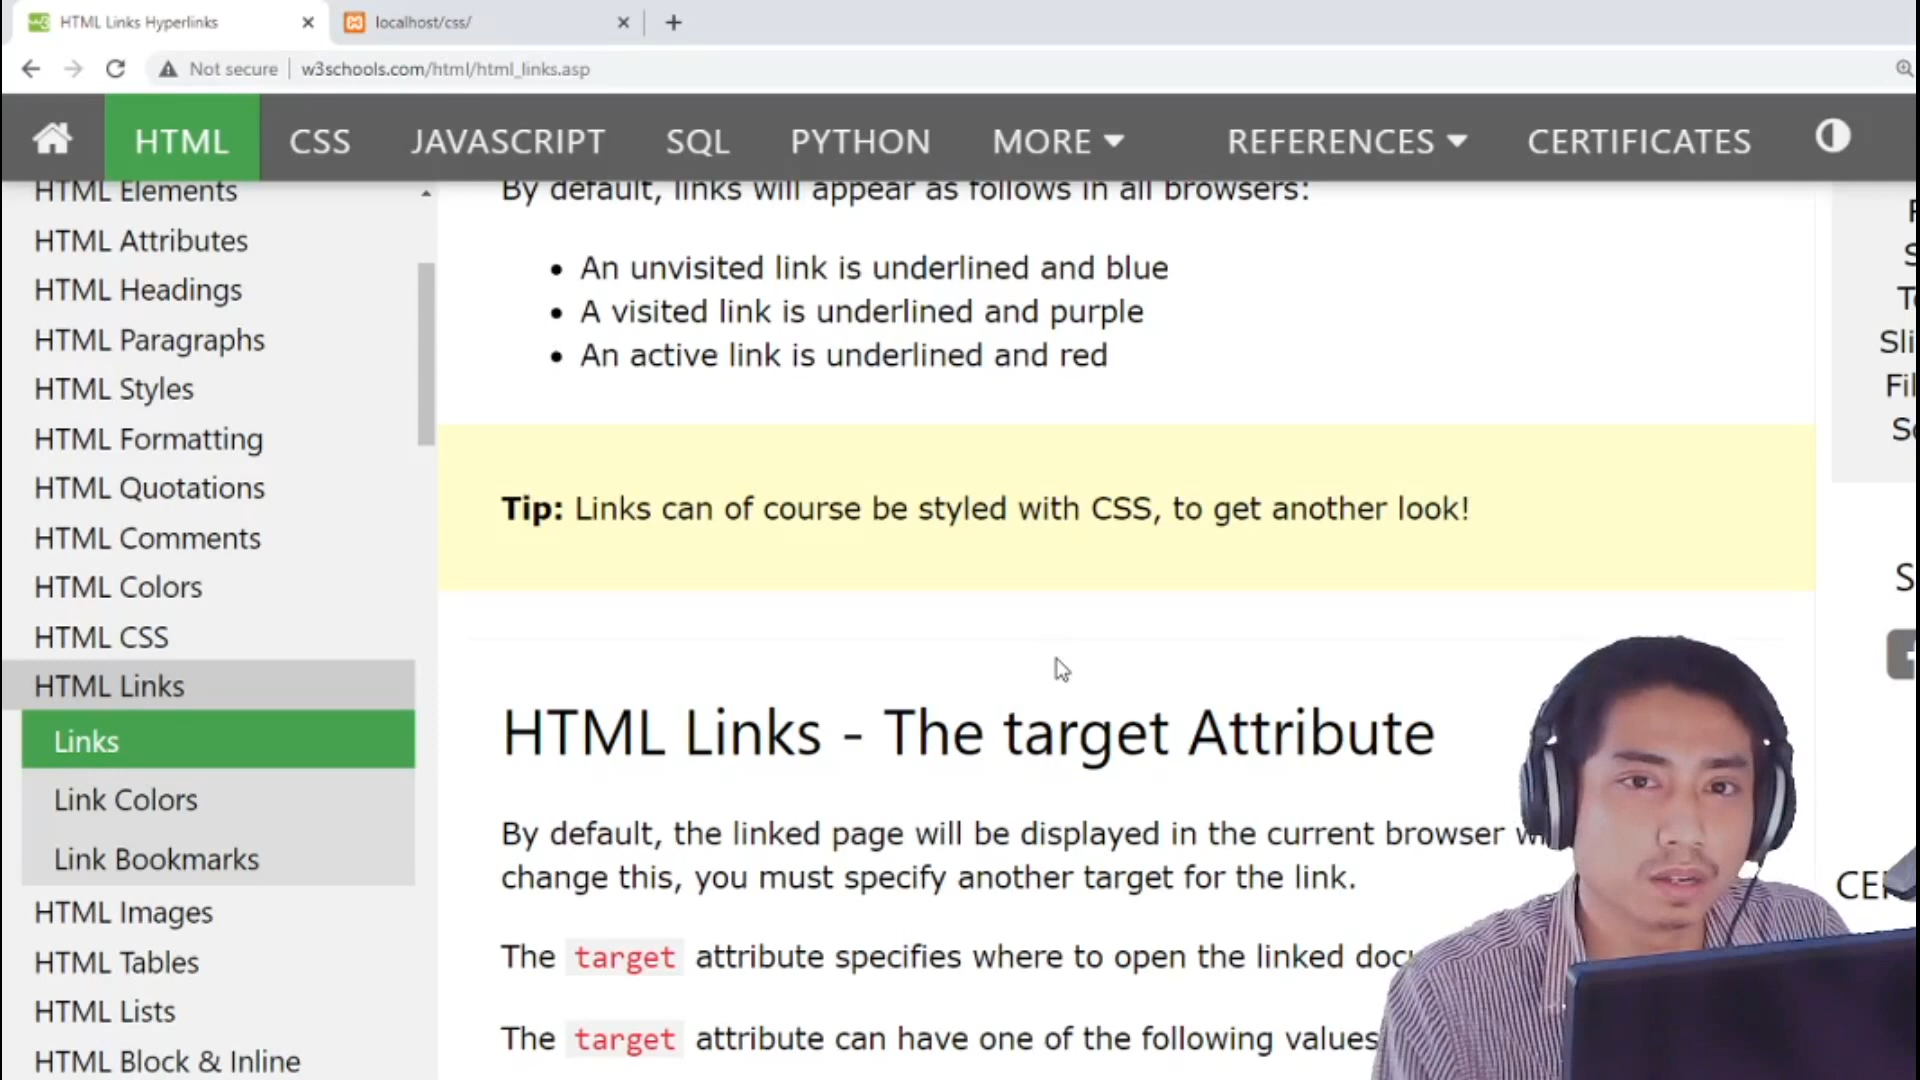 HTML Links Hyperlinks
localhost/css/
Not secure
w3schools.com/html/html_links.asp
HTML
CSS
JAVASCRIPT
SQL
PYTHON
MORE
REFERENCES
CERTIFICATES
HTML Elements
HTML Attributes
HTML Headings
HTML Paragraphs
HTML Styles
HTML Formatting
HTML Quotations
HTML Comments
HTML Colors
HTML CSS
HTML Links
Links
Link Colors
Link Bookmarks
HTML Images
HTML Tables
HTML Lists
HTML Block & Inline
By default, links will appear as follows in all browsers:
• An unvisited link is underlined and blue
• A visited link is underlined and purple
• An active link is underlined and red
Tip: Links can of course be styled with CSS, to get another look!
HTML Links - The target Attribute
By default, the linked page will be displayed in the current browser
change this, you must specify another target for the link.
The target attribute specifies where to open the linked
The target attribute can have one of the following values